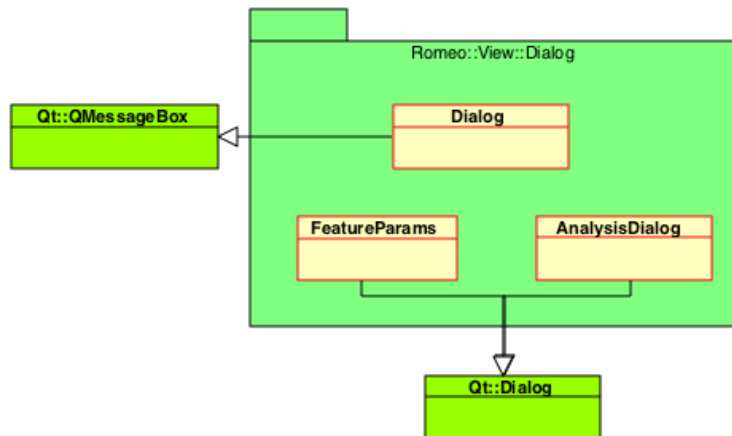 Romeo::View::Dialog
Qt::QMessageBox
Dialog
FeatureParams
AnalysisDialog
Qt::Dialog